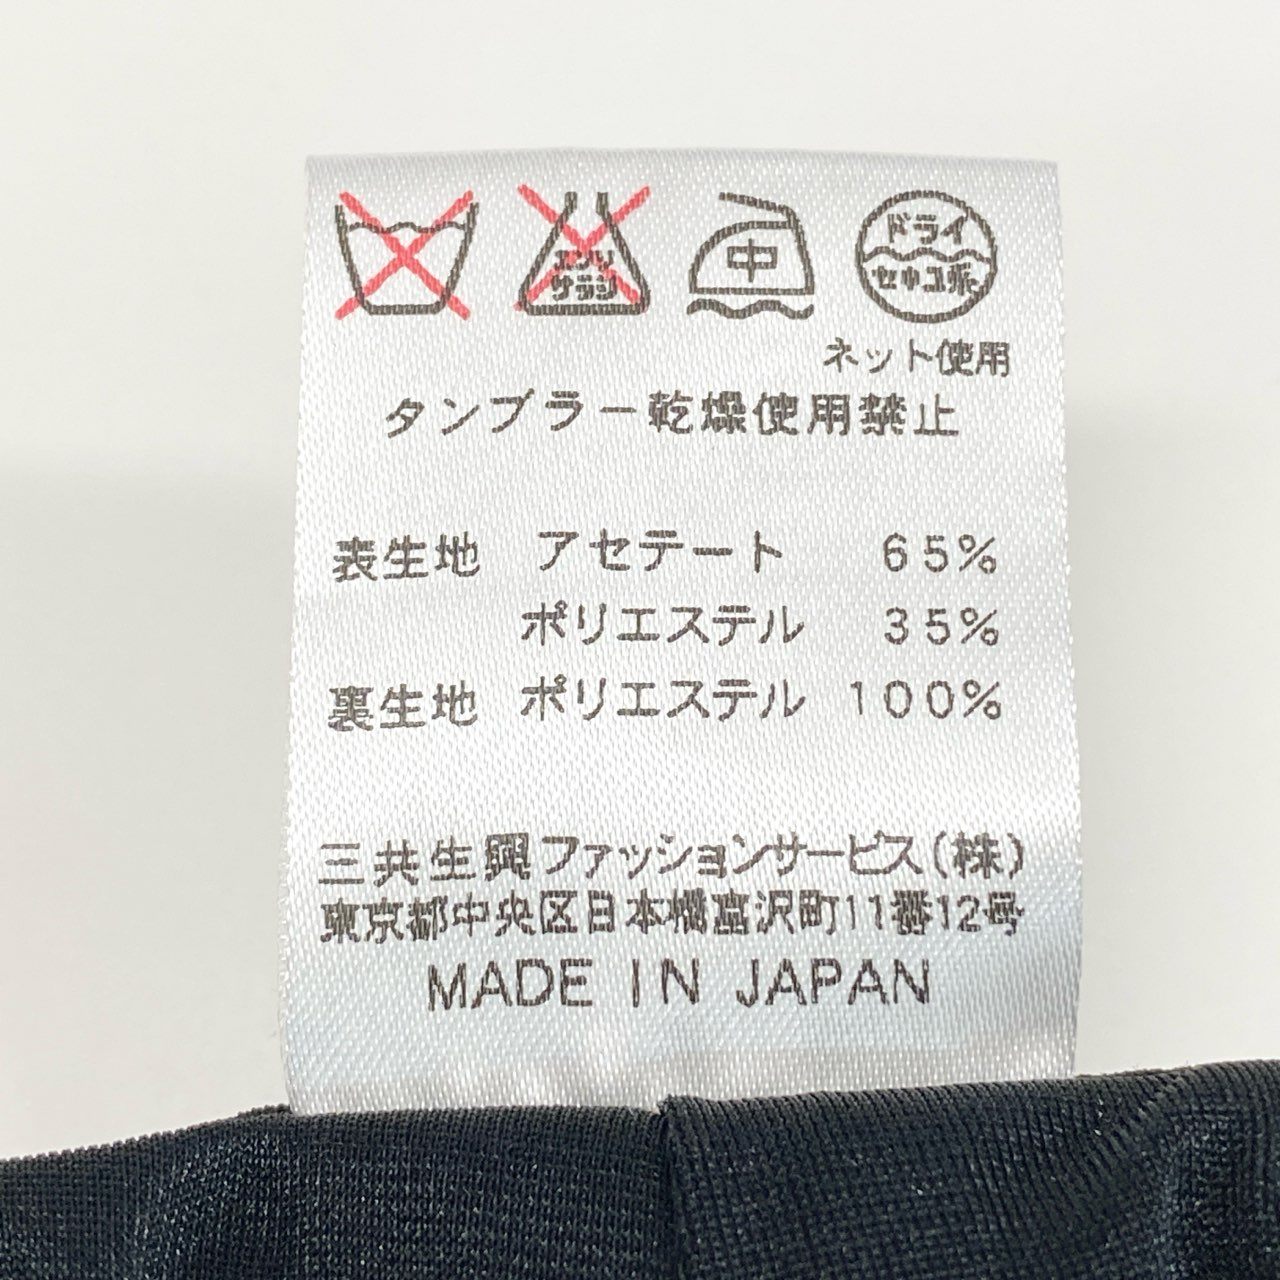 エンソ
サラシ
中
ドライ
セキユ系
ネット使用
タンブラー乾燥使用禁止
表生地 アセテート 65%
ポリエステル 35%
裏生地 ポリエステル 100%
三共生興ファッションサービス(株)
東京都中央区日本橋富沢町11番12号
MADE IN JAPAN